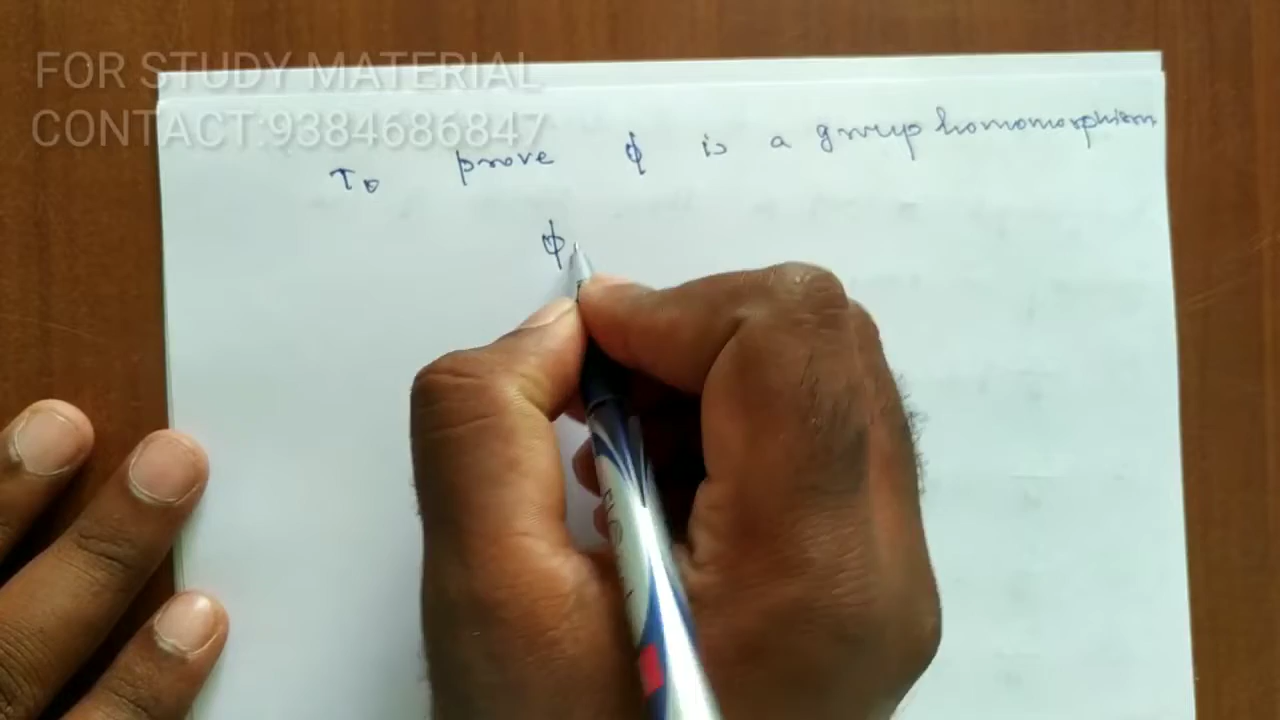 FOR STUDY MATERIAL
CONTACT:9384686847
To prove ϕ is a group homomorphism
ϕ